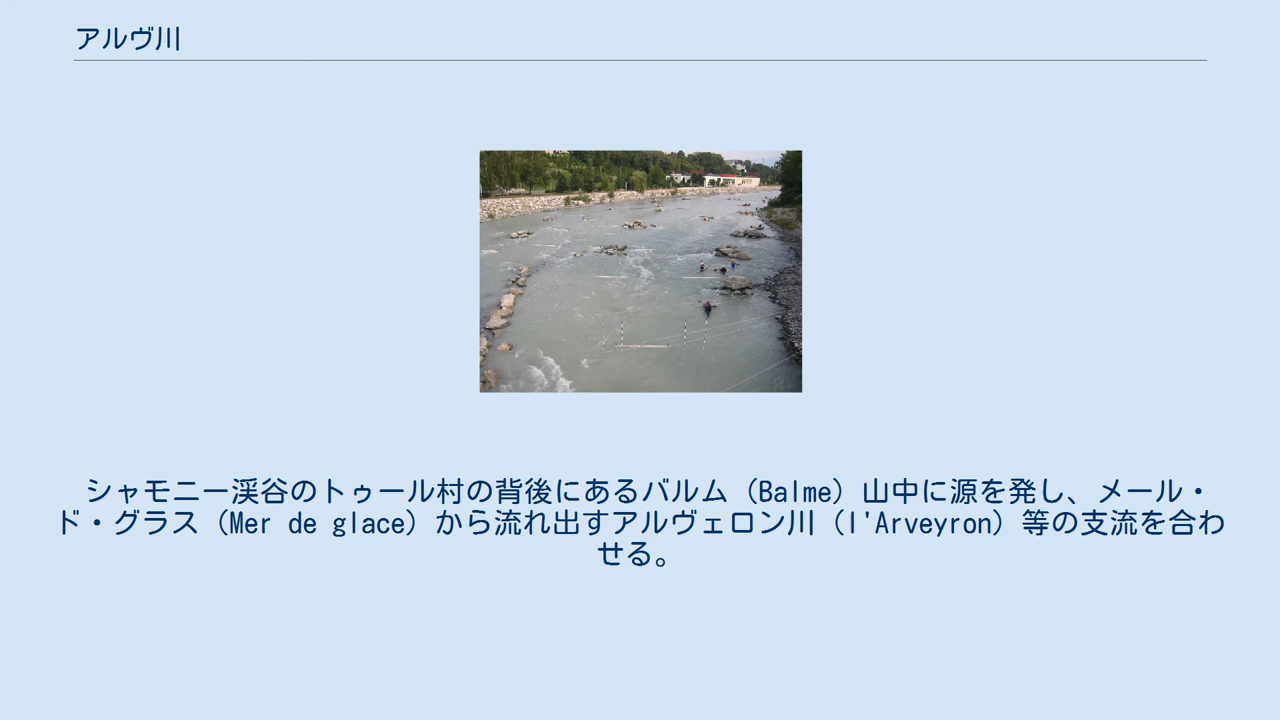 アルヴ川
シャモニー渓谷のトゥール村の背後にあるバルム（Balme）山中に源を発し、メール・
ド・グラス（Mer de glace）から流れ出すアルヴェロン川（l'Arveyron）等の支流を合わ
せる。